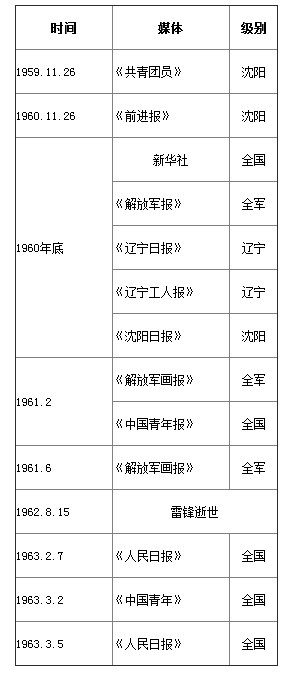 时间 媒体 级别
1959.11.26 《共青团员》 沈阳
1960.11.26 《前进报》 沈阳
1960年底 新华社 全国
《解放军报》 全军
《辽宁日报》 辽宁
《辽宁工人报》 辽宁
《沈阳日报》 沈阳
1961.2 《解放军画报》 全军
《中国青年报》 全国
1961.6 《解放军画报》 全军
1962.8.15 雷锋逝世
1963.2.7 《人民日报》 全国
1963.3.2 《中国青年》 全国
1963.3.5 《人民日报》 全国